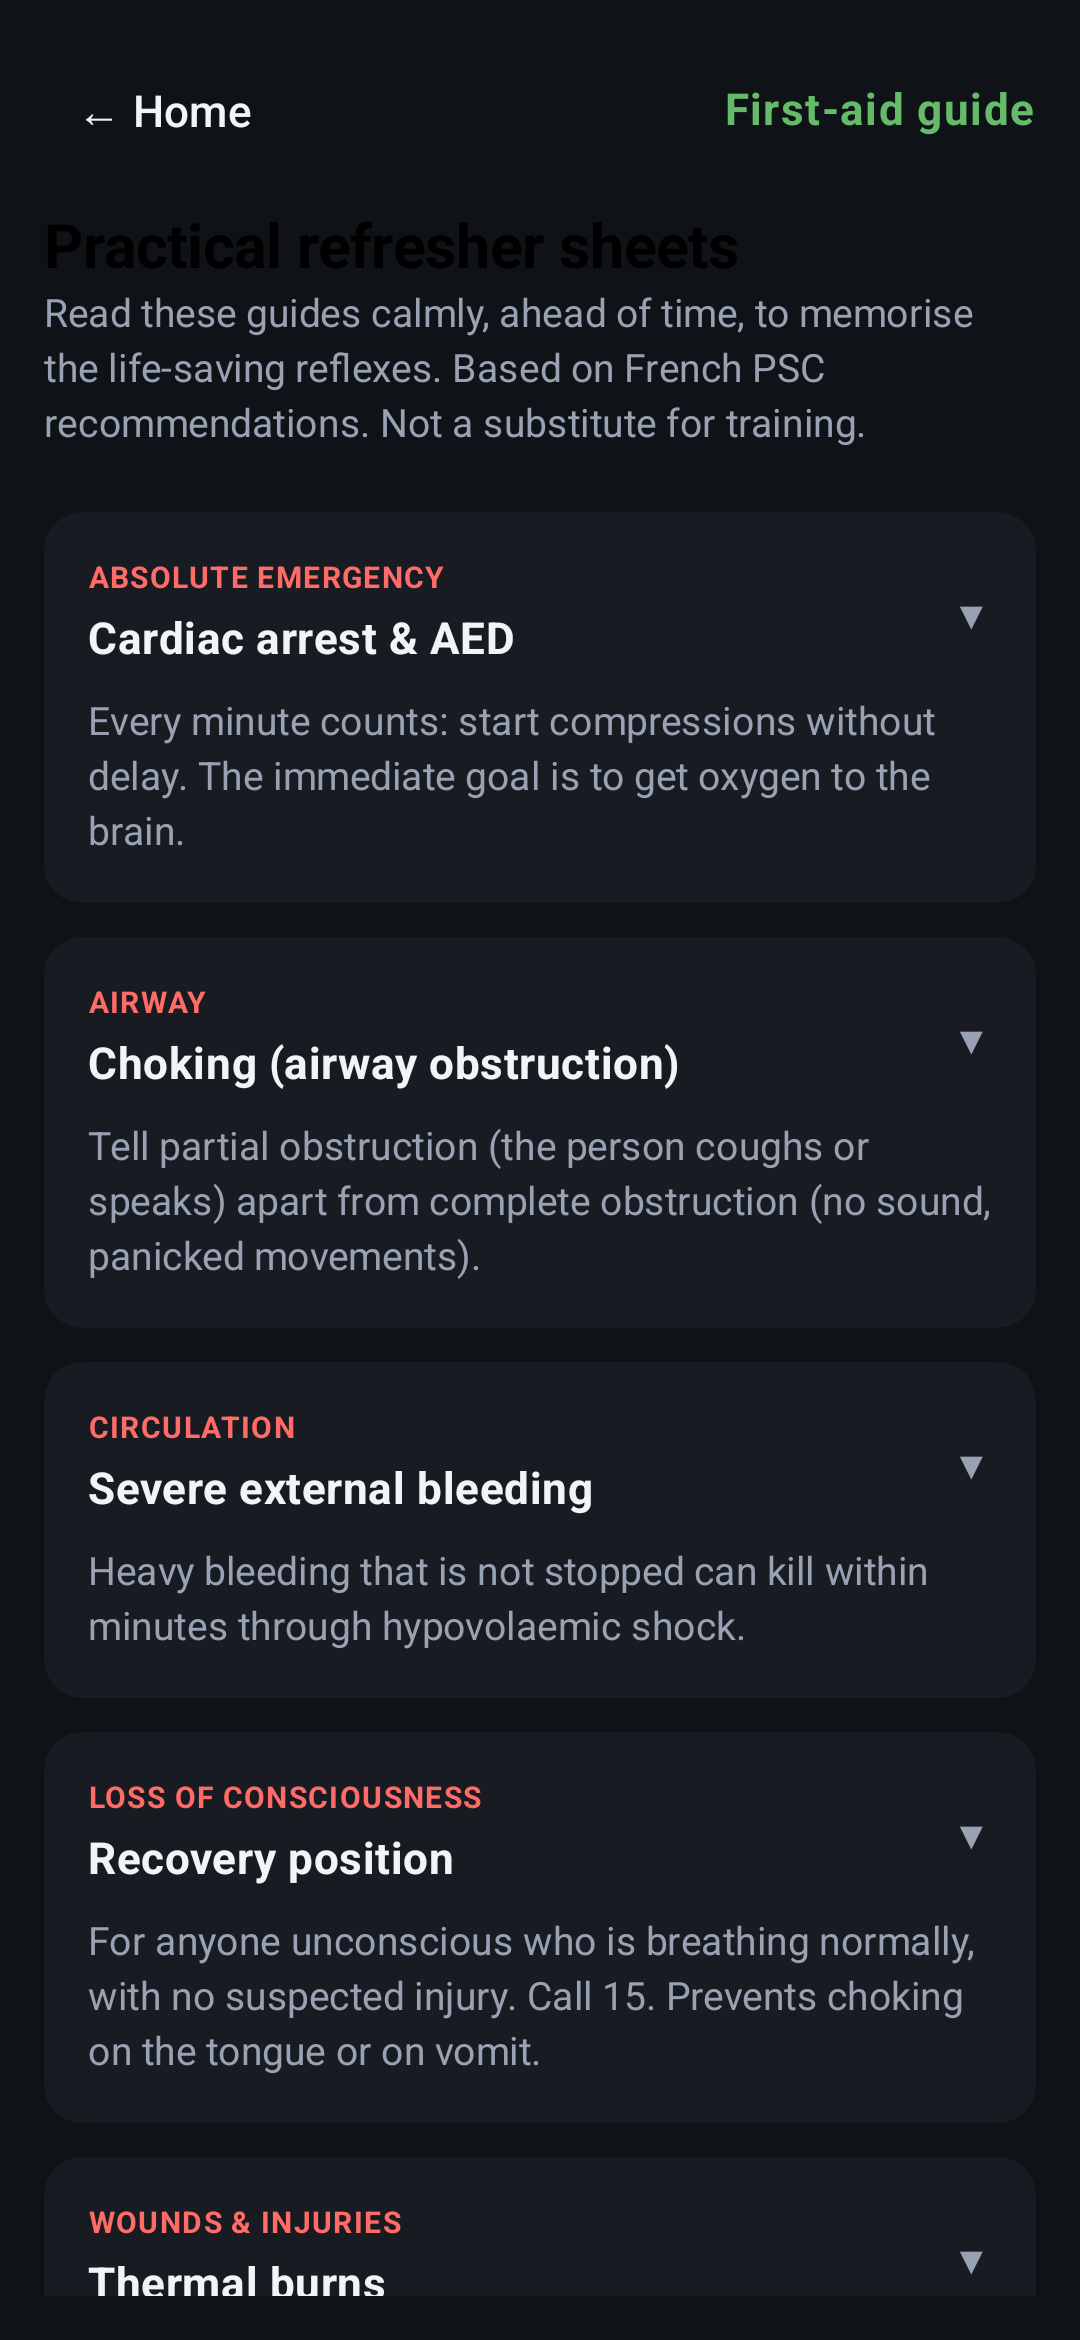 ← Home
First-aid guide
Practical refresher sheets
Read these guides calmly, ahead of time, to memorise
the life-saving reflexes. Based on French PSC
recommendations. Not a substitute for training.
ABSOLUTE EMERGENCY
Cardiac arrest & AED
▼
Every minute counts: start compressions without
delay. The immediate goal is to get oxygen to the
brain.
AIRWAY
Choking (airway obstruction)
▼
Tell partial obstruction (the person coughs or
speaks) apart from complete obstruction (no sound,
panicked movements).
CIRCULATION
Severe external bleeding
▼
Heavy bleeding that is not stopped can kill within
minutes through hypovolaemic shock.
LOSS OF CONSCIOUSNESS
Recovery position
▼
For anyone unconscious who is breathing normally,
with no suspected injury. Call 15. Prevents choking
on the tongue or on vomit.
WOUNDS & INJURIES
Thermal burns
▼